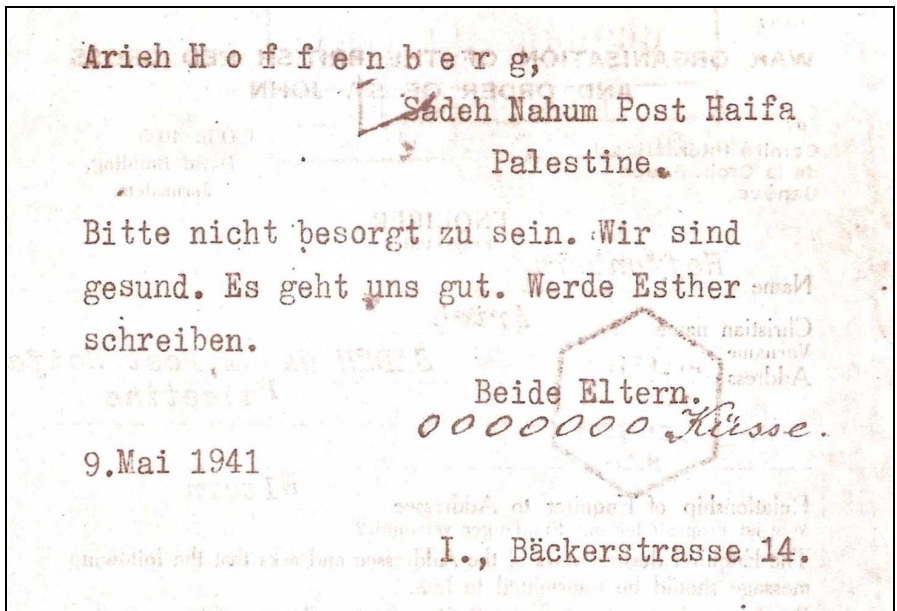 Arieh H o f f e n b e r g,
Sadeh Nahum Post Haifa
Palestine.
Bitte nicht besorgt zu sein. Wir sind
gesund. Es geht uns gut. Werde Esther
schreiben.
Beide Eltern.
0000000 Küsse.
9.Mai 1941
I., Bäckerstrasse 14.